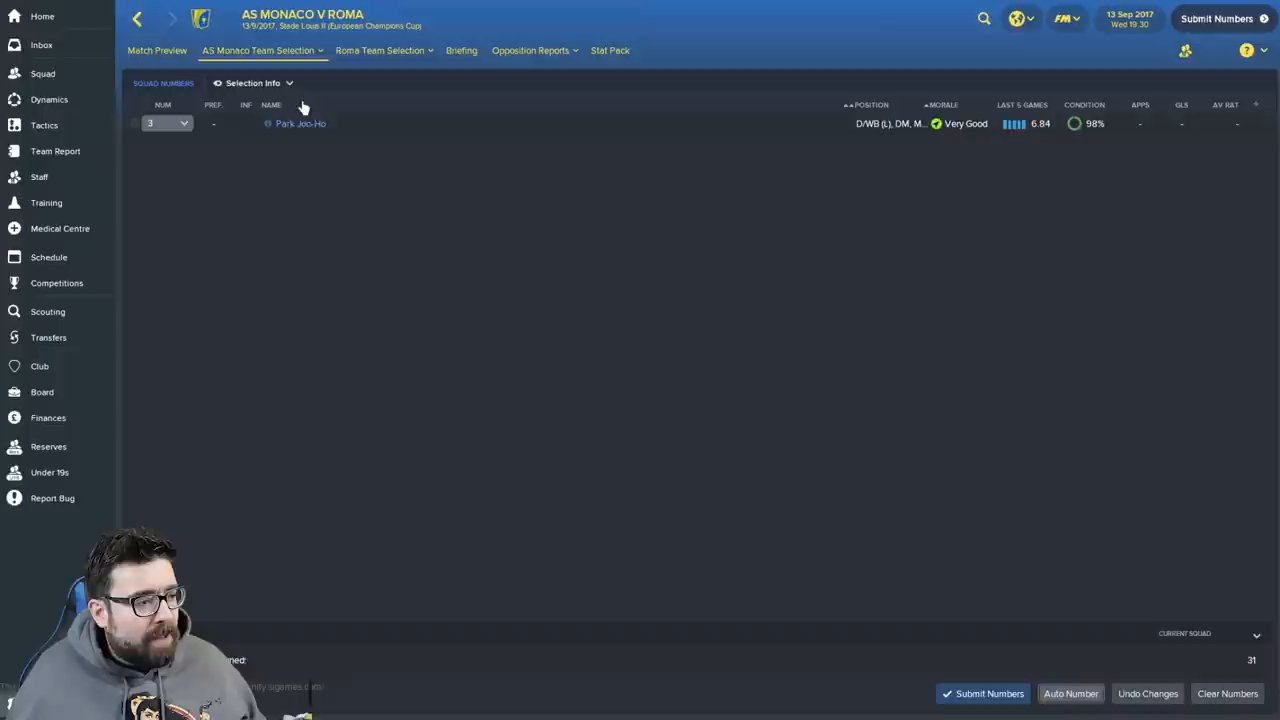 Home
AS MONACO V ROMA
13/9/2017, Stade Louis II (European Champions Cup)
FM
13 Sep 2017
Wed 19:30
Submit Numbers
Inbox
Match Preview
AS Monaco Team Selection
Roma Team Selection
Briefing
Opposition Reports
Stat Pack
Squad
SQUAD NUMBERS
Selection Info
Dynamics
NUM PREF. INF NAME POSITION MORALE LAST 5 GAMES CONDITION APPS GLS AV RAT
3 - Park Joo-Ho D/WB (L), DM, M... Very Good 6.84 98% - - -
Tactics
Team Report
Staff
Training
Medical Centre
Schedule
Competitions
Scouting
Transfers
Club
Board
Finances
Reserves
Under 19s
Report Bug
CURRENT SQUAD
31
Submit Numbers
Auto Number
Undo Changes
Clear Numbers